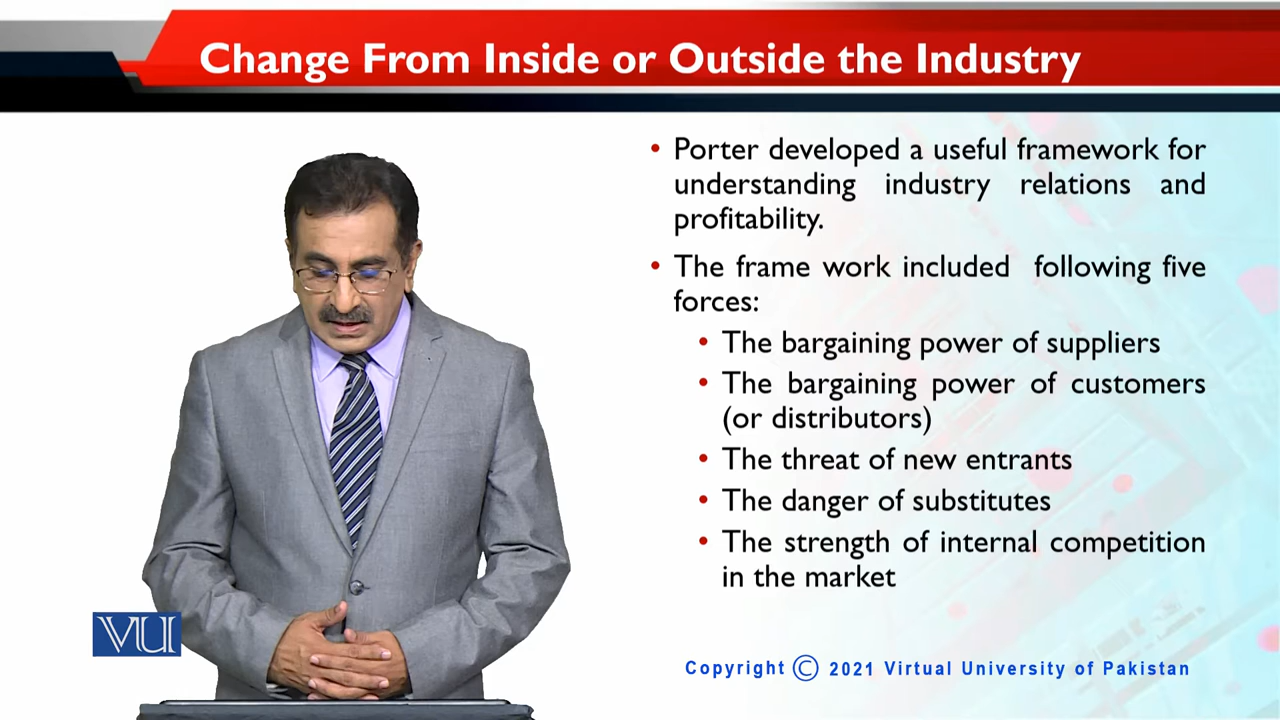 Change From Inside or Outside the Industry
• Porter developed a useful framework for
understanding industry relations and
profitability.
• The frame work included following five
forces:
• The bargaining power of suppliers
• The bargaining power of customers
(or distributors)
• The threat of new entrants
• The danger of substitutes
• The strength of internal competition
in the market
VU
Copyright © 2021 Virtual University of Pakistan